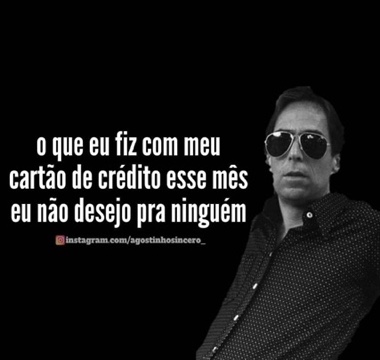 o que eu fiz com meu
cartão de crédito esse mês
eu não desejo pra ninguém
instagram.com/agostinhosincero_